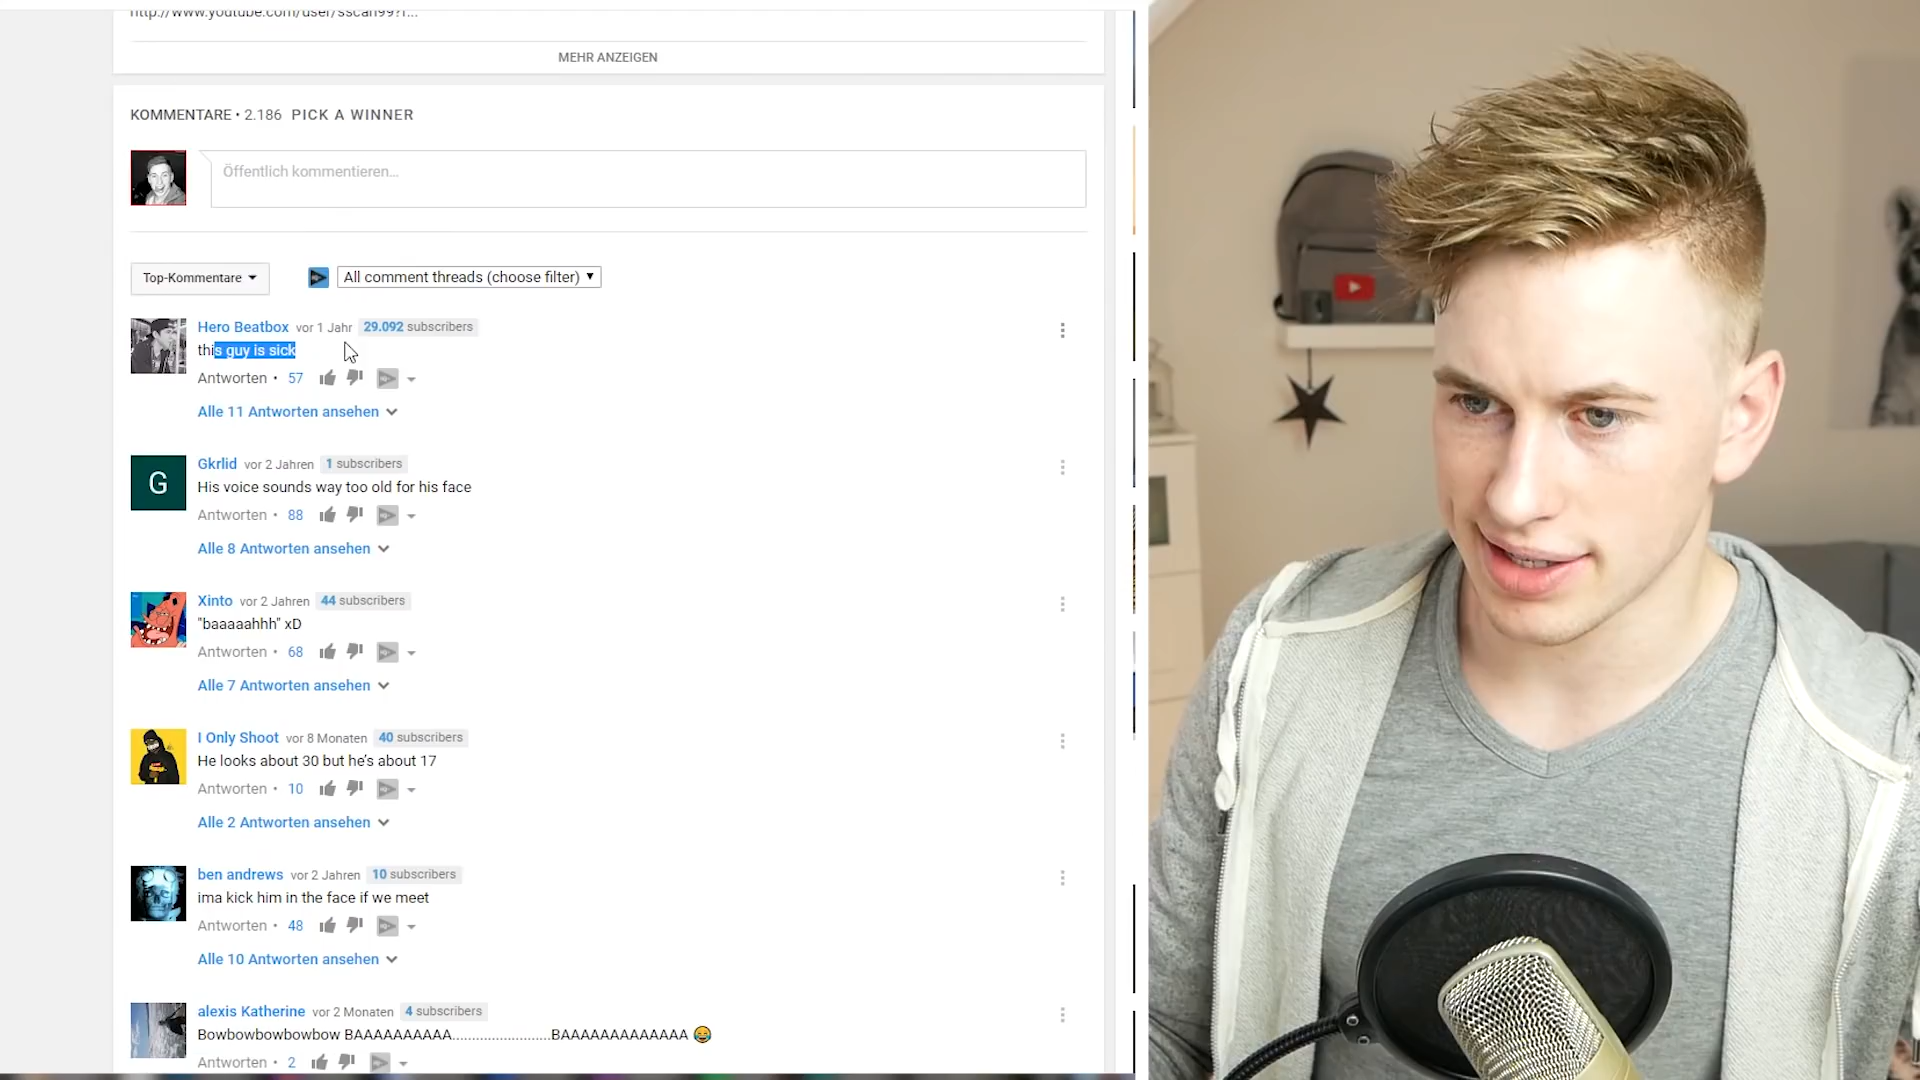 http://www.youtube.com/user/sscan99?f...
MEHR ANZEIGEN
KOMMENTARE • 2.186 PICK A WINNER
Öffentlich kommentieren...
Top-Kommentare
All comment threads (choose filter)
Hero Beatbox vor 1 Jahr 29.092 subscribers
this guy is sick
Antworten • 57
Alle 11 Antworten ansehen
G
Gkrlid vor 2 Jahren 1 subscribers
His voice sounds way too old for his face
Antworten • 88
Alle 8 Antworten ansehen
Xinto vor 2 Jahren 44 subscribers
"baaaaahhh" xD
Antworten • 68
Alle 7 Antworten ansehen
I Only Shoot vor 8 Monaten 40 subscribers
He looks about 30 but he's about 17
Antworten • 10
Alle 2 Antworten ansehen
ben andrews vor 2 Jahren 10 subscribers
ima kick him in the face if we meet
Antworten • 48
Alle 10 Antworten ansehen
alexis Katherine vor 2 Monaten 4 subscribers
Bowbowbowbowbow BAAAAAAAAAA........................BAAAAAAAAAAAAA 😂
Antworten • 2